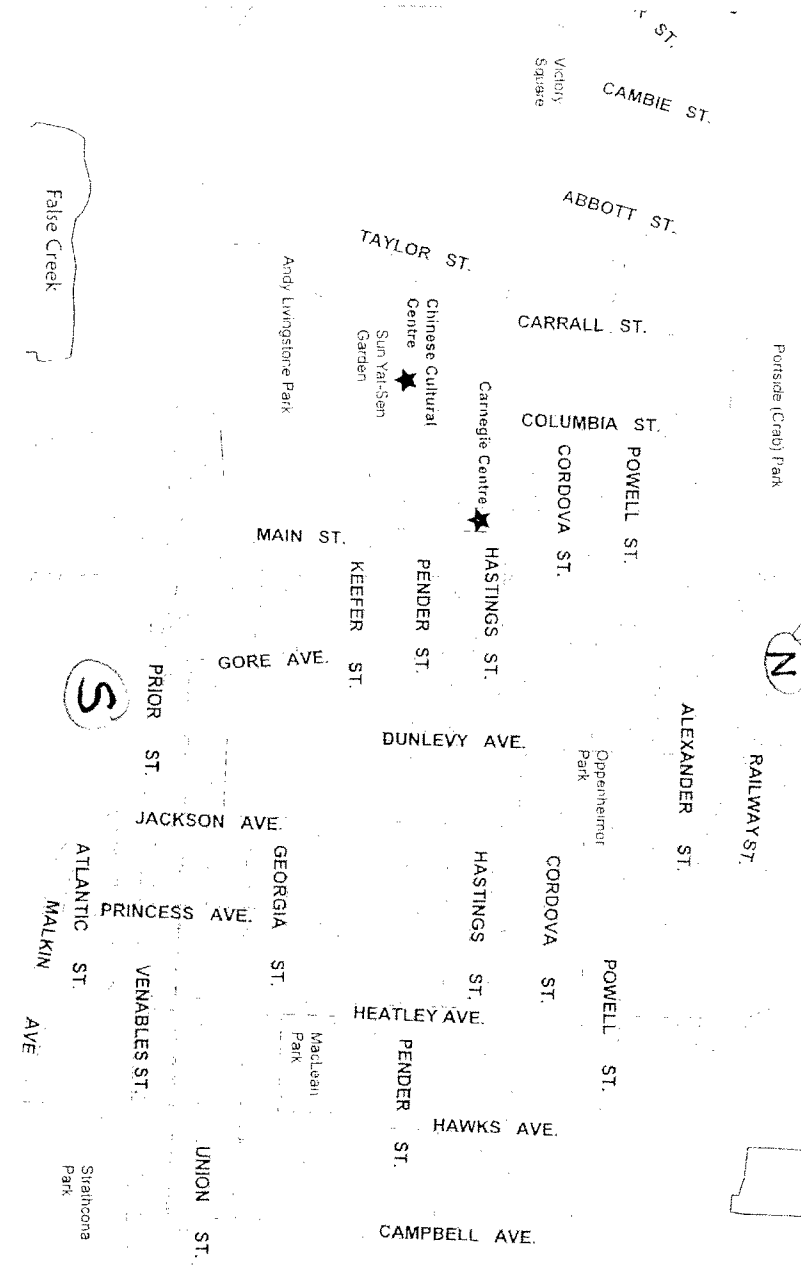 ST.
CAMBIE ST.
Victory
Square
ABBOTT ST.
TAYLOR ST.
False Creek
Andy Livingstone Park
Chinese Cultural
Centre
Sun Yat-Sen
Garden
CARRALL ST.
Portside (Crab) Park
Carnegie Centre
COLUMBIA ST.
CORDOVA ST.
POWELL ST.
MAIN ST.
KEEFER ST.
PENDER ST.
HASTINGS ST.
N
GORE AVE.
PRIOR ST.
S
DUNLEVY AVE.
Oppenheimer
Park
ALEXANDER ST.
RAILWAY ST.
JACKSON AVE.
GEORGIA ST.
HASTINGS ST.
CORDOVA ST.
ATLANTIC ST.
PRINCESS AVE.
MALKIN AVE
VENABLES ST.
POWELL ST.
HEATLEY AVE.
MacLean
Park
PENDER ST.
HAWKS AVE.
UNION ST.
Strathcona
Park
CAMPBELL AVE.